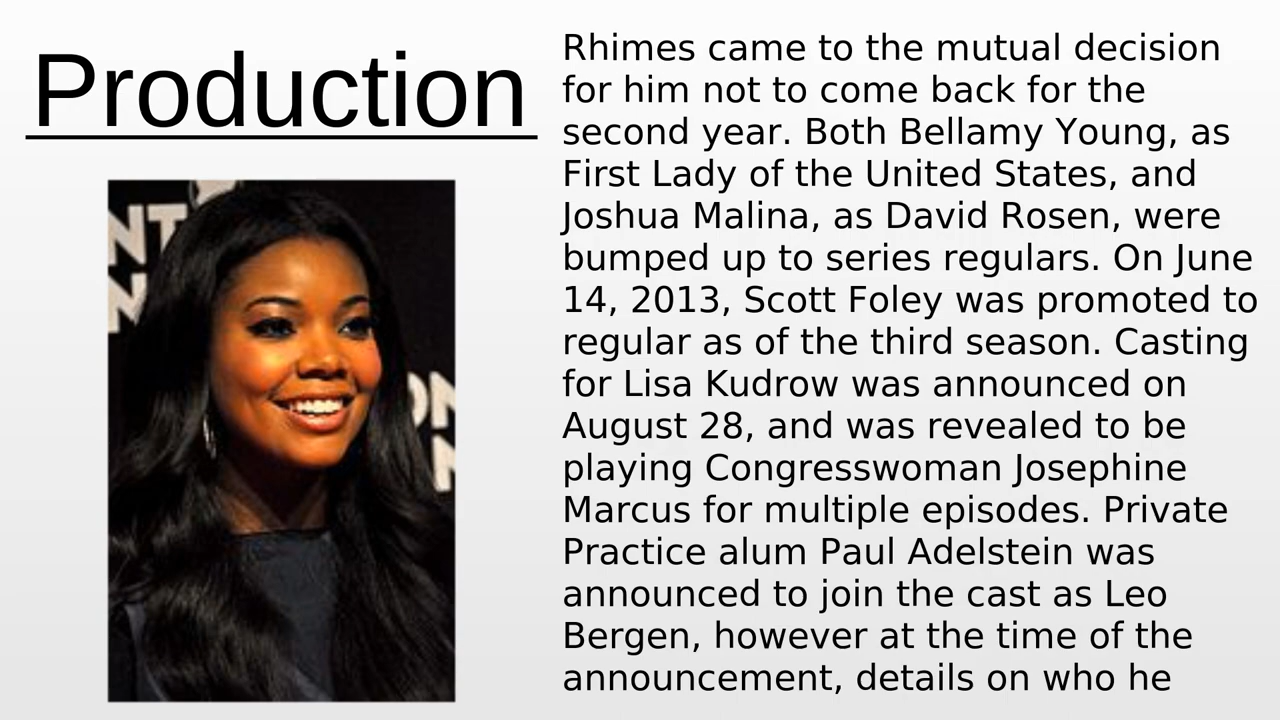 Production
Rhimes came to the mutual decision
for him not to come back for the
second year. Both Bellamy Young, as
First Lady of the United States, and
Joshua Malina, as David Rosen, were
bumped up to series regulars. On June
14, 2013, Scott Foley was promoted to
regular as of the third season. Casting
for Lisa Kudrow was announced on
August 28, and was revealed to be
playing Congresswoman Josephine
Marcus for multiple episodes. Private
Practice alum Paul Adelstein was
announced to join the cast as Leo
Bergen, however at the time of the
announcement, details on who he